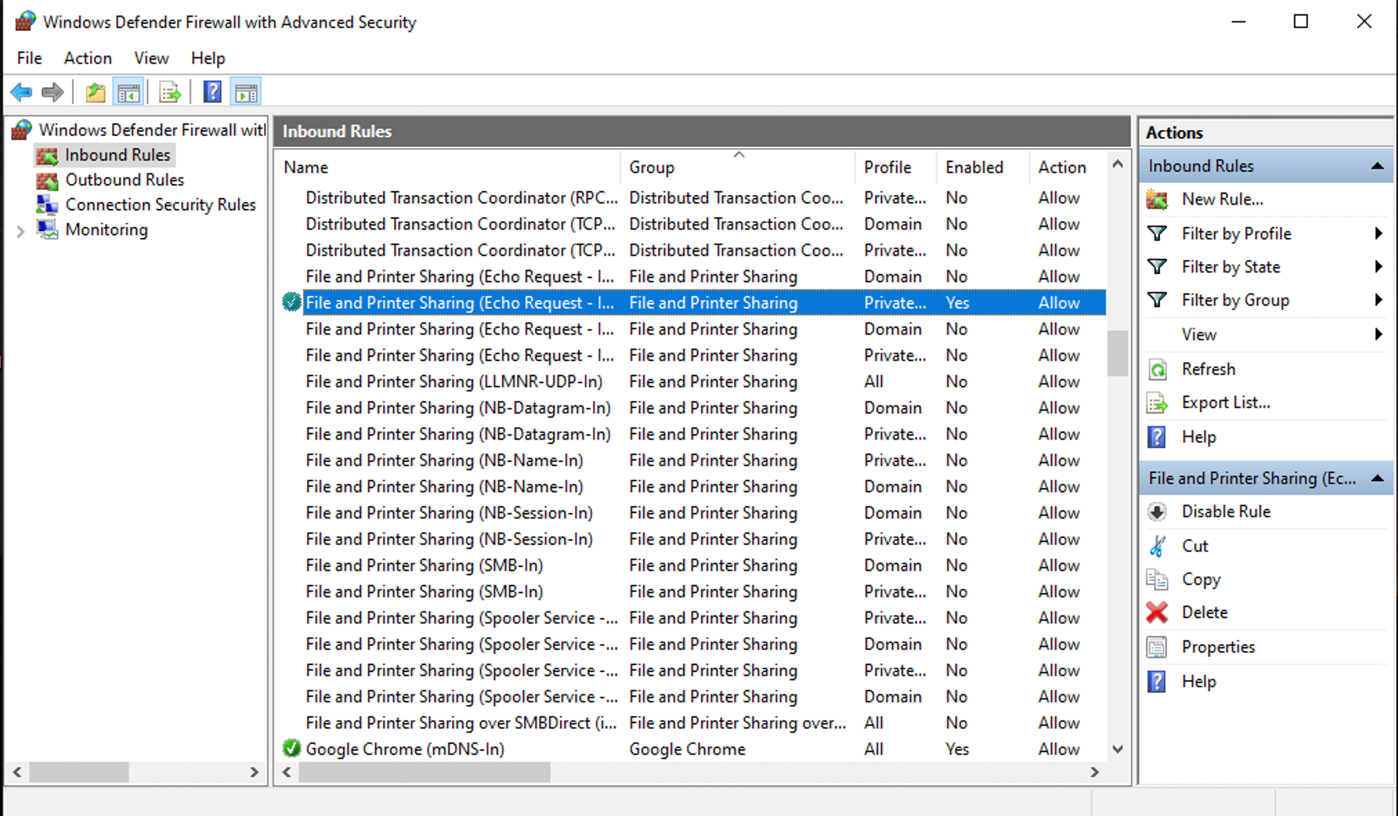 Windows Defender Firewall with Advanced Security
File Action View Help
Windows Defender Firewall witl
Inbound Rules
Outbound Rules
Connection Security Rules
Monitoring
Inbound Rules
Name Group Profile Enabled Action
Distributed Transaction Coordinator (RPC... Distributed Transaction Coo... Private... No Allow
Distributed Transaction Coordinator (TCP... Distributed Transaction Coo... Domain No Allow
Distributed Transaction Coordinator (TCP... Distributed Transaction Coo... Private... No Allow
File and Printer Sharing (Echo Request - I... File and Printer Sharing Domain No Allow
File and Printer Sharing (Echo Request - I... File and Printer Sharing Private... Yes Allow
File and Printer Sharing (Echo Request - I... File and Printer Sharing Domain No Allow
File and Printer Sharing (Echo Request - I... File and Printer Sharing Private... No Allow
File and Printer Sharing (LLMNR-UDP-In) File and Printer Sharing All No Allow
File and Printer Sharing (NB-Datagram-In) File and Printer Sharing Domain No Allow
File and Printer Sharing (NB-Datagram-In) File and Printer Sharing Private... No Allow
File and Printer Sharing (NB-Name-In) File and Printer Sharing Private... No Allow
File and Printer Sharing (NB-Name-In) File and Printer Sharing Domain No Allow
File and Printer Sharing (NB-Session-In) File and Printer Sharing Domain No Allow
File and Printer Sharing (NB-Session-In) File and Printer Sharing Private... No Allow
File and Printer Sharing (SMB-In) File and Printer Sharing Domain No Allow
File and Printer Sharing (SMB-In) File and Printer Sharing Private... No Allow
File and Printer Sharing (Spooler Service -... File and Printer Sharing Private... No Allow
File and Printer Sharing (Spooler Service -... File and Printer Sharing Domain No Allow
File and Printer Sharing (Spooler Service -... File and Printer Sharing Private... No Allow
File and Printer Sharing (Spooler Service -... File and Printer Sharing Domain No Allow
File and Printer Sharing over SMBDirect (i... File and Printer Sharing over... All No Allow
Google Chrome (mDNS-In) Google Chrome All Yes Allow
Actions
Inbound Rules
New Rule...
Filter by Profile
Filter by State
Filter by Group
View
Refresh
Export List...
Help
File and Printer Sharing (Ec...
Disable Rule
Cut
Copy
Delete
Properties
Help